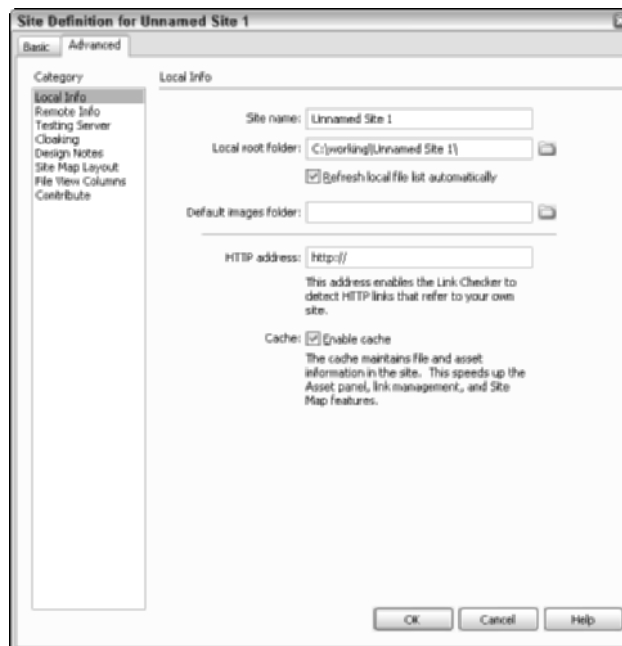 Site Definition for Unnamed Site 1
Basic
Advanced
Category
Local Info
Remote Info
Testing Server
Cloaking
Design Notes
Site Map Layout
File View Columns
Contribute
Local Info
Site name: Unnamed Site 1
Local root folder: C:\working\Unnamed Site 1\
Refresh local file list automatically
Default images folder:
HTTP address: http://
This address enables the Link Checker to
detect HTTP links that refer to your own
site.
Cache: Enable cache
The cache maintains file and asset
information in the site. This speeds up the
Asset panel, link management, and Site
Map features.
OK
Cancel
Help